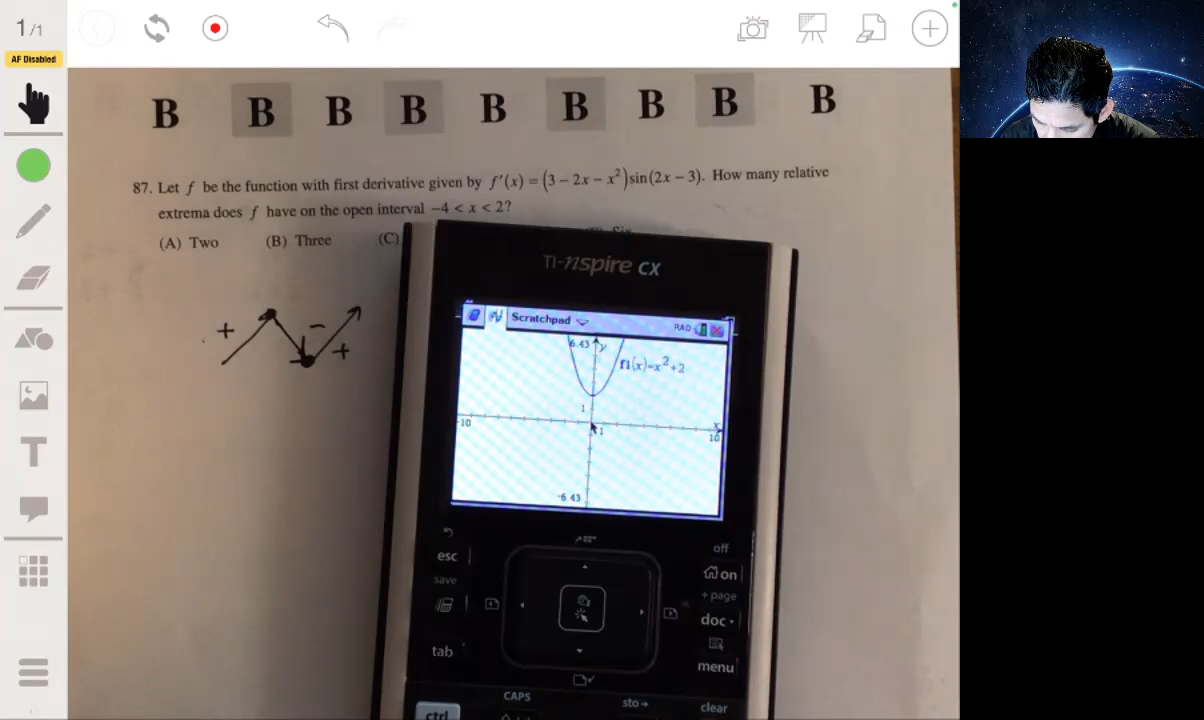 1/1
AF Disabled
B B B B B B B B B
87. Let f be the function with first derivative given by f′(x) = (3 − 2x − x²)sin(2x − 3). How many relative
extrema does f have on the open interval −4 < x < 2?
(A) Two (B) Three (C) Six
+ − +
TI-nspire CX
Scratchpad RAD
6.43 y
f1(x)=x²+2
1
-10 1 x 10
-6.43
off
esc on
save + page
doc
tab menu
CAPS sto→ clear
ctrl
T